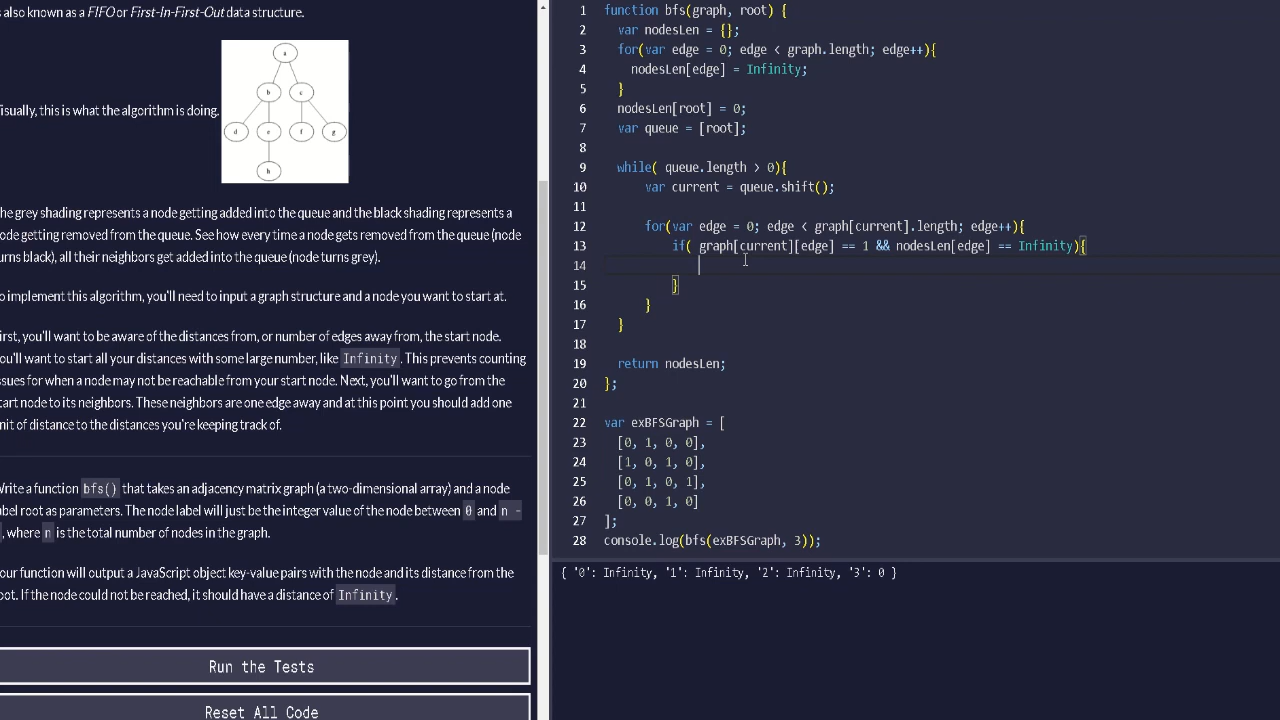 s also known as a FIFO or First-In-First-Out data structure.
a
b c
isually, this is what the algorithm is doing.
d e f g
h
he grey shading represents a node getting added into the queue and the black shading represents a
ode getting removed from the queue. See how every time a node gets removed from the queue (node
urns black), all their neighbors get added into the queue (node turns grey).
o implement this algorithm, you'll need to input a graph structure and a node you want to start at.
irst, you'll want to be aware of the distances from, or number of edges away from, the start node.
ou'll want to start all your distances with some large number, like Infinity. This prevents counting
ssues for when a node may not be reachable from your start node. Next, you'll want to go from the
tart node to its neighbors. These neighbors are one edge away and at this point you should add one
nit of distance to the distances you're keeping track of.
Write a function bfs() that takes an adjacency matrix graph (a two-dimensional array) and a node
abel root as parameters. The node label will just be the integer value of the node between 0 and n -
, where n is the total number of nodes in the graph.
our function will output a JavaScript object key-value pairs with the node and its distance from the
oot. If the node could not be reached, it should have a distance of Infinity.
Run the Tests
Reset All Code
1 function bfs(graph, root) {
2 var nodesLen = {};
3 for(var edge = 0; edge < graph.length; edge++){
4 nodesLen[edge] = Infinity;
5 }
6 nodesLen[root] = 0;
7 var queue = [root];
8
9 while( queue.length > 0){
10 var current = queue.shift();
11
12 for(var edge = 0; edge < graph[current].length; edge++){
13 if( graph[current][edge] == 1 && nodesLen[edge] == Infinity){
14
15 }
16 }
17 }
18
19 return nodesLen;
20 };
21
22 var exBFSGraph = [
23 [0, 1, 0, 0],
24 [1, 0, 1, 0],
25 [0, 1, 0, 1],
26 [0, 0, 1, 0]
27 ];
28 console.log(bfs(exBFSGraph, 3));
{ '0': Infinity, '1': Infinity, '2': Infinity, '3': 0 }